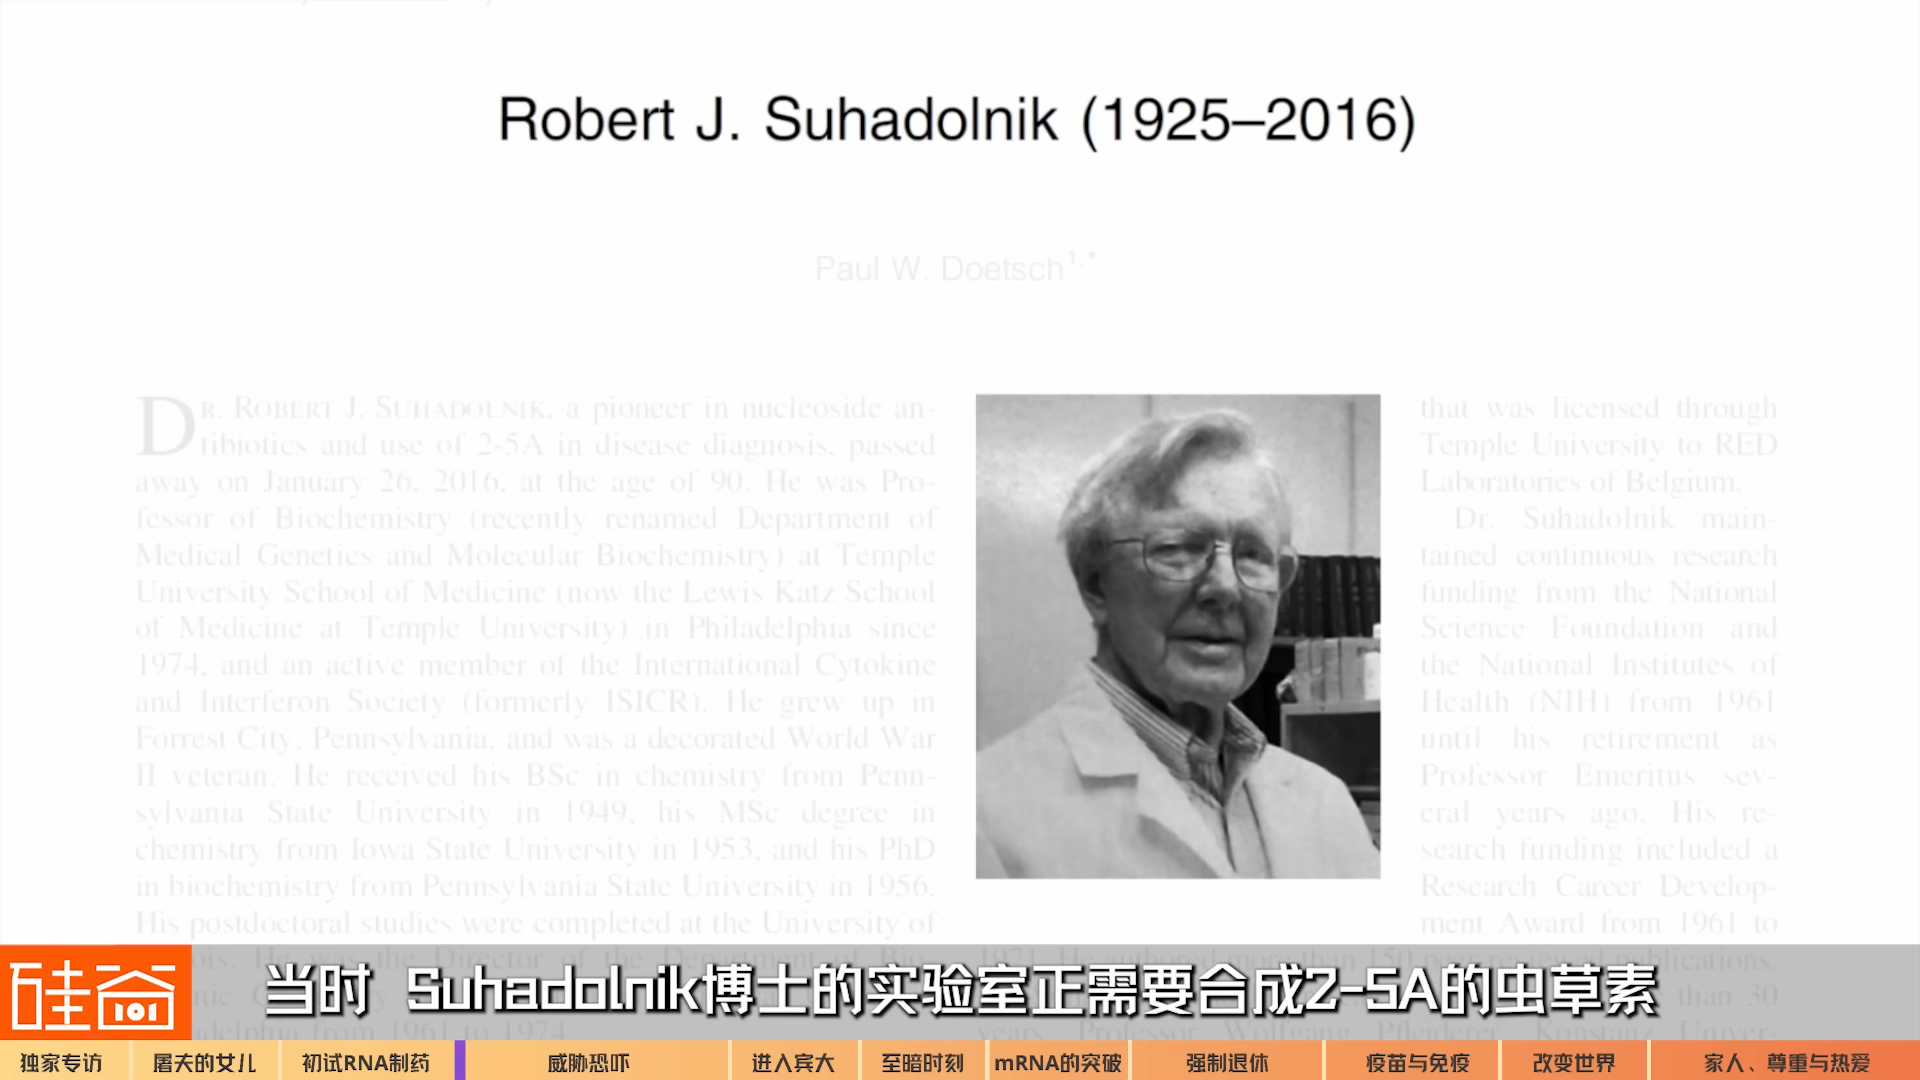 Robert J. Suhadolnik (1925–2016)
Paul W. Doetsch1,*
DR. ROBERT J. SUHADOLNIK, a pioneer in nucleoside an-
tibiotics and use of 2-5A in disease diagnosis, passed
away on January 26, 2016, at the age of 90. He was Pro-
fessor of Biochemistry (recently renamed Department of
Medical Genetics and Molecular Biochemistry) at Temple
University School of Medicine (now the Lewis Katz School
of Medicine at Temple University) in Philadelphia since
1974, and an active member of the International Cytokine
and Interferon Society (formerly ISICR). He grew up in
Forrest City, Pennsylvania, and was a decorated World War
II veteran. He received his BSc in chemistry from Penn-
sylvania State University in 1949, his MSc degree in
chemistry from Iowa State University in 1953, and his PhD
in biochemistry from Pennsylvania State University in 1956.
His postdoctoral studies were completed at the University of
that was licensed through
Temple University to RED
Laboratories of Belgium.
Dr. Suhadolnik main-
tained continuous research
funding from the National
Science Foundation and
the National Institutes of
Health (NIH) from 1961
until his retirement as
Professor Emeritus sev-
eral years ago. His re-
search funding included a
Research Career Develop-
ment Award from 1961 to
硅谷
101
当时 Suhadolnik博士的实验室正需要合成2-5A的虫草素
独家专访 屠夫的女儿 初试RNA制药 威胁恐吓 进入宾大 至暗时刻 mRNA的突破 强制退休 疫苗与免疫 改变世界 家人、尊重与热爱